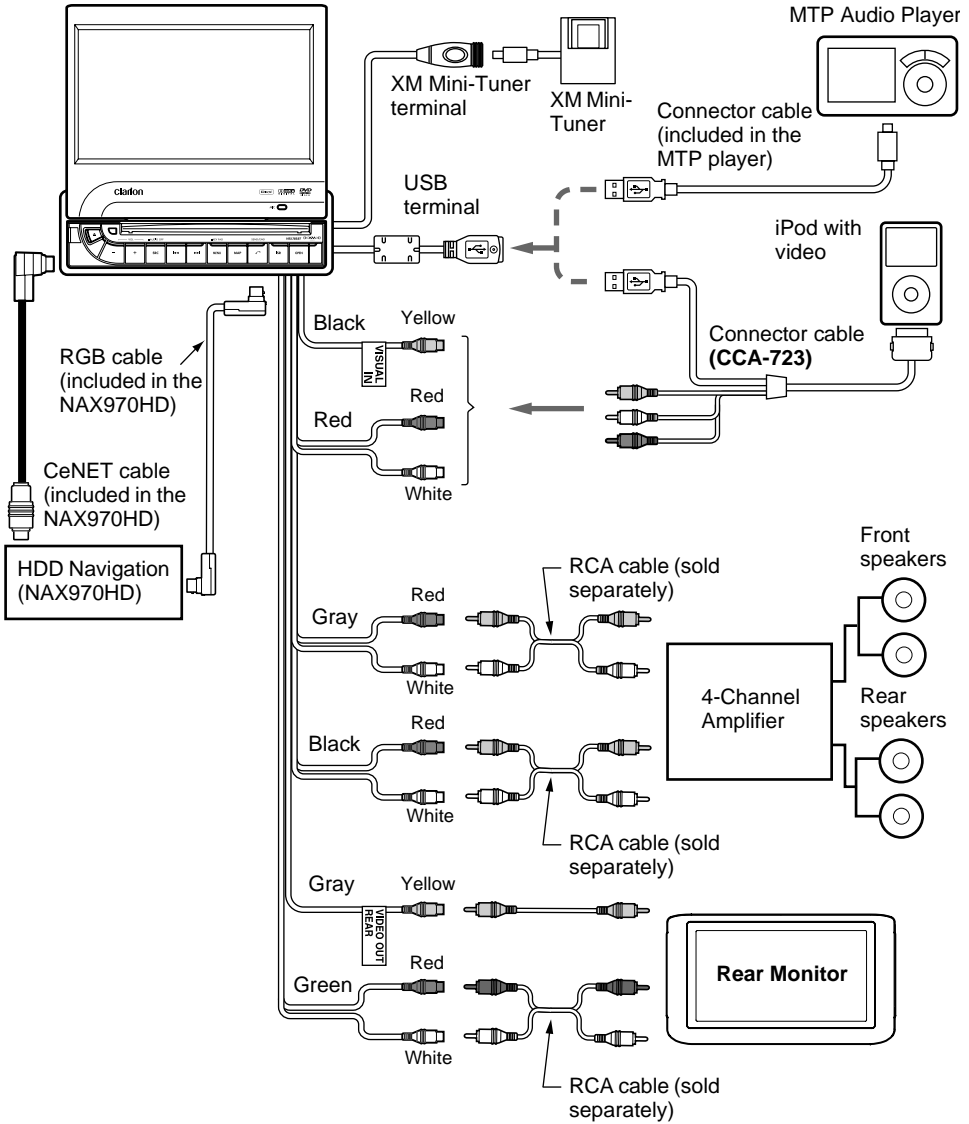 MTP Audio Player
XM Mini-Tuner
terminal
XM Mini-
Tuner
Connector cable
(included in the
MTP player)
clarion
USB
terminal
iPod with
video
Black
Yellow
VISUAL
IN
Connector cable
(CCA-723)
RGB cable
(included in the
NAX970HD)
Red
Red
White
CeNET cable
(included in the
NAX970HD)
HDD Navigation
(NAX970HD)
Front
speakers
RCA cable (sold
separately)
Gray
Red
White
4-Channel
Amplifier
Rear
speakers
Black
Red
White
RCA cable (sold
separately)
Gray
Yellow
VIDEO OUT
REAR
Rear Monitor
Green
Red
White
RCA cable (sold
separately)